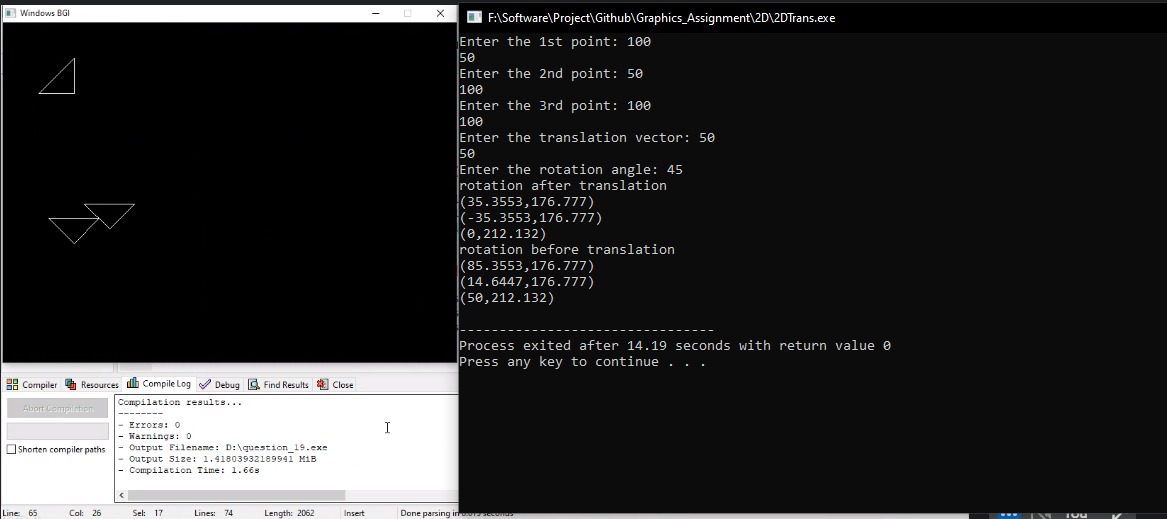 Windows BGI
F:\Software\Project\Github\Graphics_Assignment\2D\2DTrans.exe
Enter the 1st point: 100
50
Enter the 2nd point: 50
100
Enter the 3rd point: 100
100
Enter the translation vector: 50
50
Enter the rotation angle: 45
rotation after translation
(35.3553,176.777)
(-35.3553,176.777)
(0,212.132)
rotation before translation
(85.3553,176.777)
(14.6447,176.777)
(50,212.132)
--------------------------------
Process exited after 14.19 seconds with return value 0
Press any key to continue . . .
Compiler Resources Compile Log Debug Find Results Close
Abort Compilation
Shorten compiler paths
Compilation results...
--------
- Errors: 0
- Warnings: 0
- Output Filename: D:\question_19.exe
- Output Size: 1.41803932189941 MiB
- Compilation Time: 1.66s
Line: 65 Col: 26 Sel: 17 Lines: 74 Length: 2062 Insert Done parsing in seconds